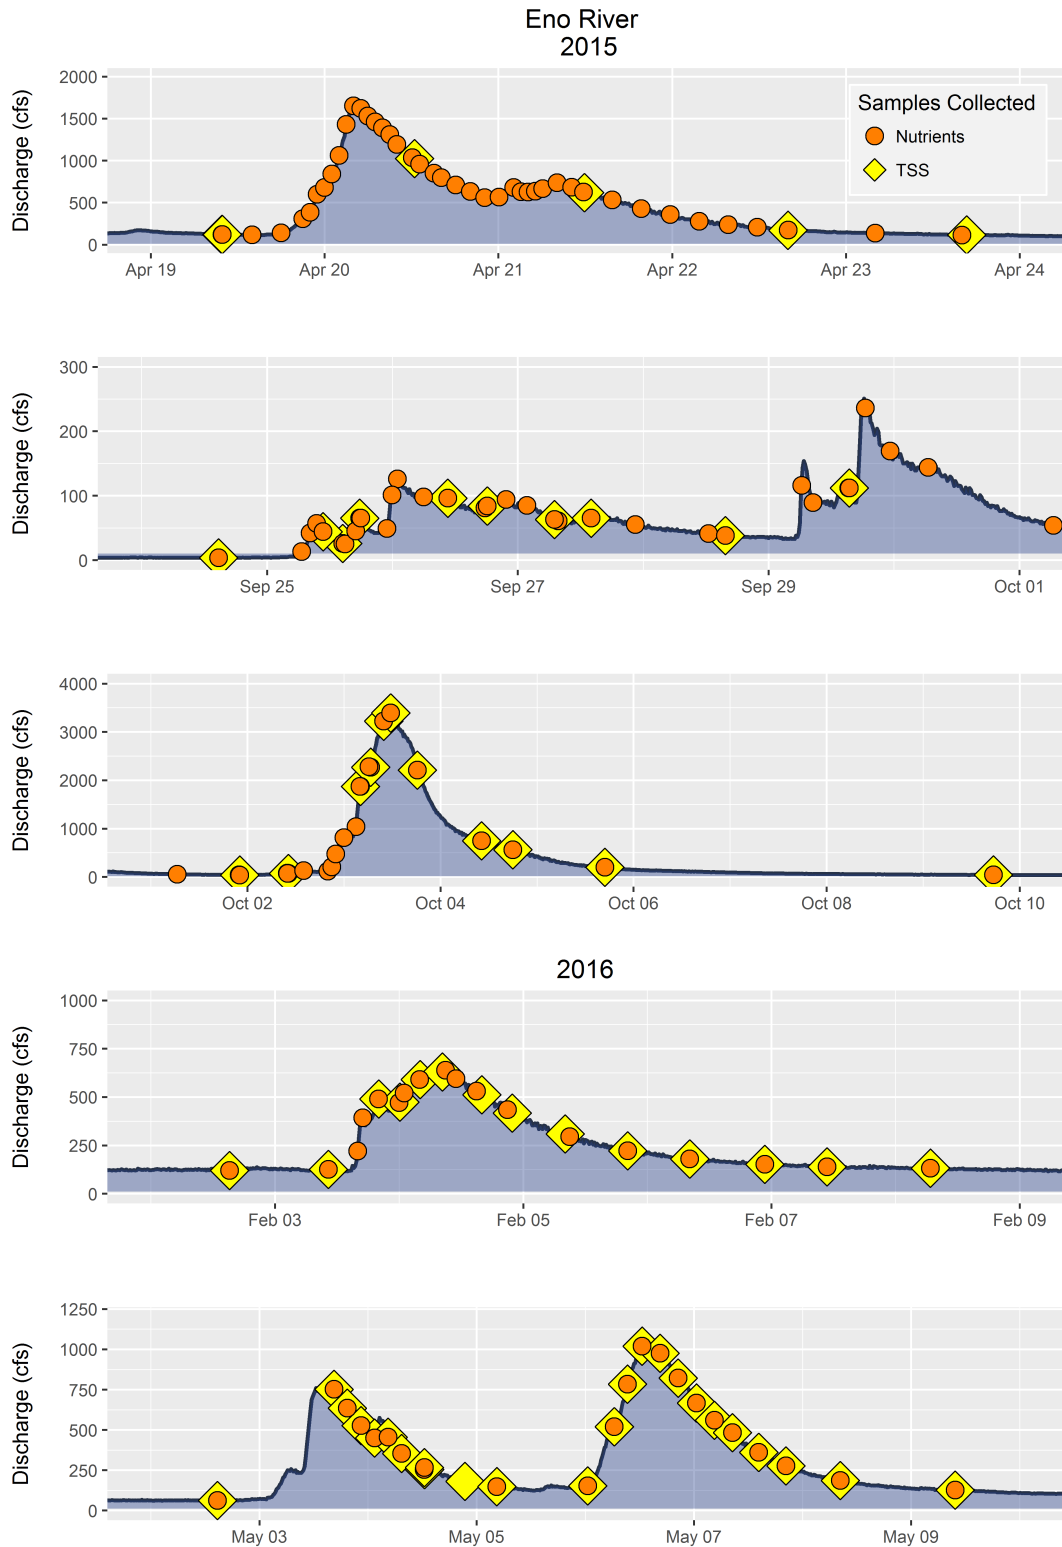 Eno River
2015
Discharge (cfs)
2000
1500
1000
500
0
Samples Collected
Nutrients
TSS
Apr 19 Apr 20 Apr 21 Apr 22 Apr 23 Apr 24
Discharge (cfs)
300
200
100
0
Sep 25 Sep 27 Sep 29 Oct 01
Discharge (cfs)
4000
3000
2000
1000
0
Oct 02 Oct 04 Oct 06 Oct 08 Oct 10
2016
Discharge (cfs)
1000
750
500
250
0
Feb 03 Feb 05 Feb 07 Feb 09
Discharge (cfs)
1250
1000
750
500
250
0
May 03 May 05 May 07 May 09